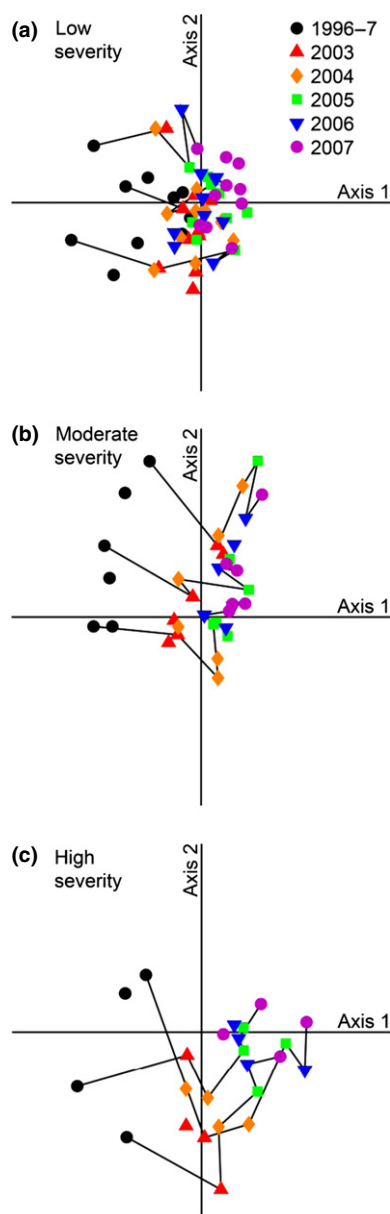 (a) Low
severity
Axis 2
1996–7
2003
2004
2005
2006
2007
Axis 1
(b) Moderate
severity
Axis 2
Axis 1
(c) High
severity
Axis 2
Axis 1